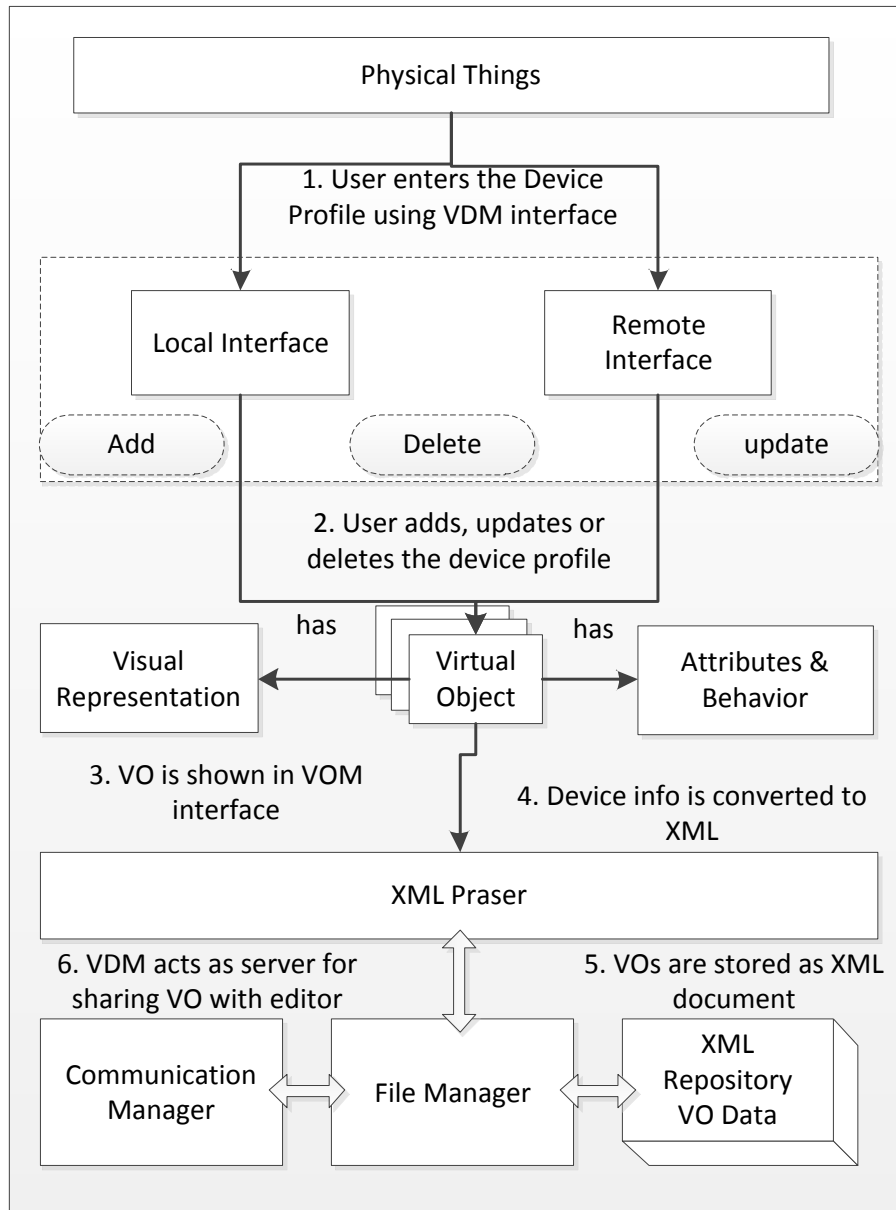 Physical Things
1. User enters the Device
Profile using VDM interface
Local Interface
Remote
Interface
Add
Delete
update
2. User adds, updates or
deletes the device profile
has
has
Visual
Representation
Virtual
Object
Attributes &
Behavior
3. VO is shown in VOM
interface
4. Device info is converted to
XML
XML Praser
6. VDM acts as server for
sharing VO with editor
5. VOs are stored as XML
document
Communication
Manager
File Manager
XML
Repository
VO Data